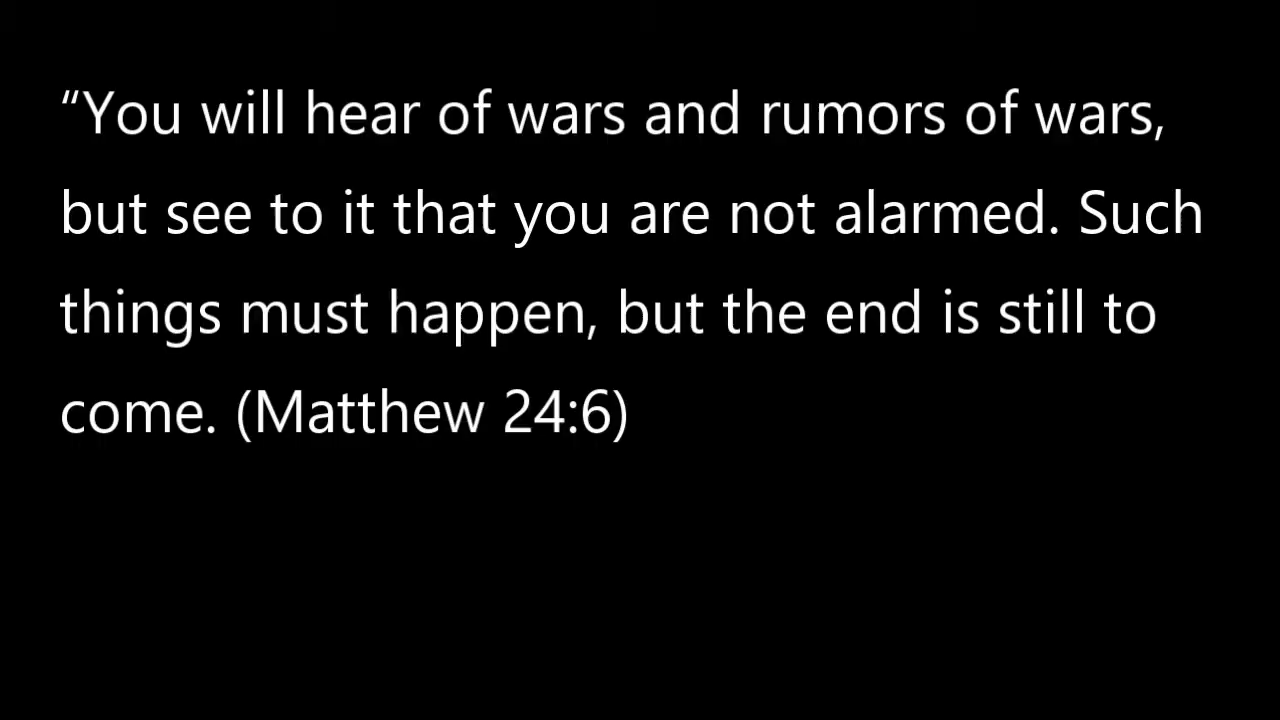 “You will hear of wars and rumors of wars,
but see to it that you are not alarmed. Such
things must happen, but the end is still to
come. (Matthew 24:6)